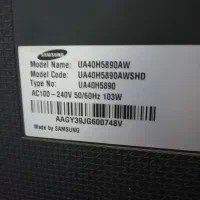 SAMSUNG
Model Name: UA40H5890AW
Model Code: UA40H5890AWSHD
Type No: UA40H5890
AC100-240V 50/60Hz 103W
AAGY39JG600748V
Made by SAMSUNG